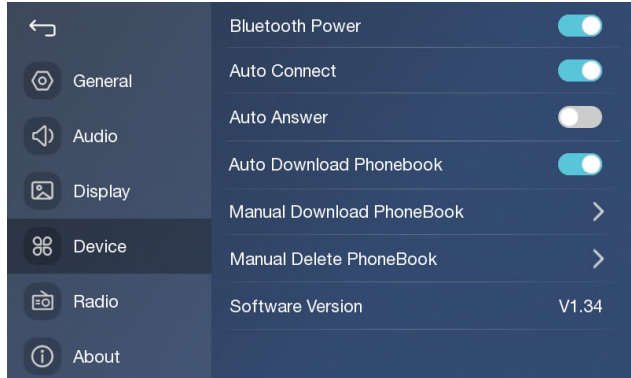 General
Audio
Display
Device
Radio
About
Bluetooth Power
Auto Connect
Auto Answer
Auto Download Phonebook
Manual Download PhoneBook
Manual Delete PhoneBook
Software Version V1.34